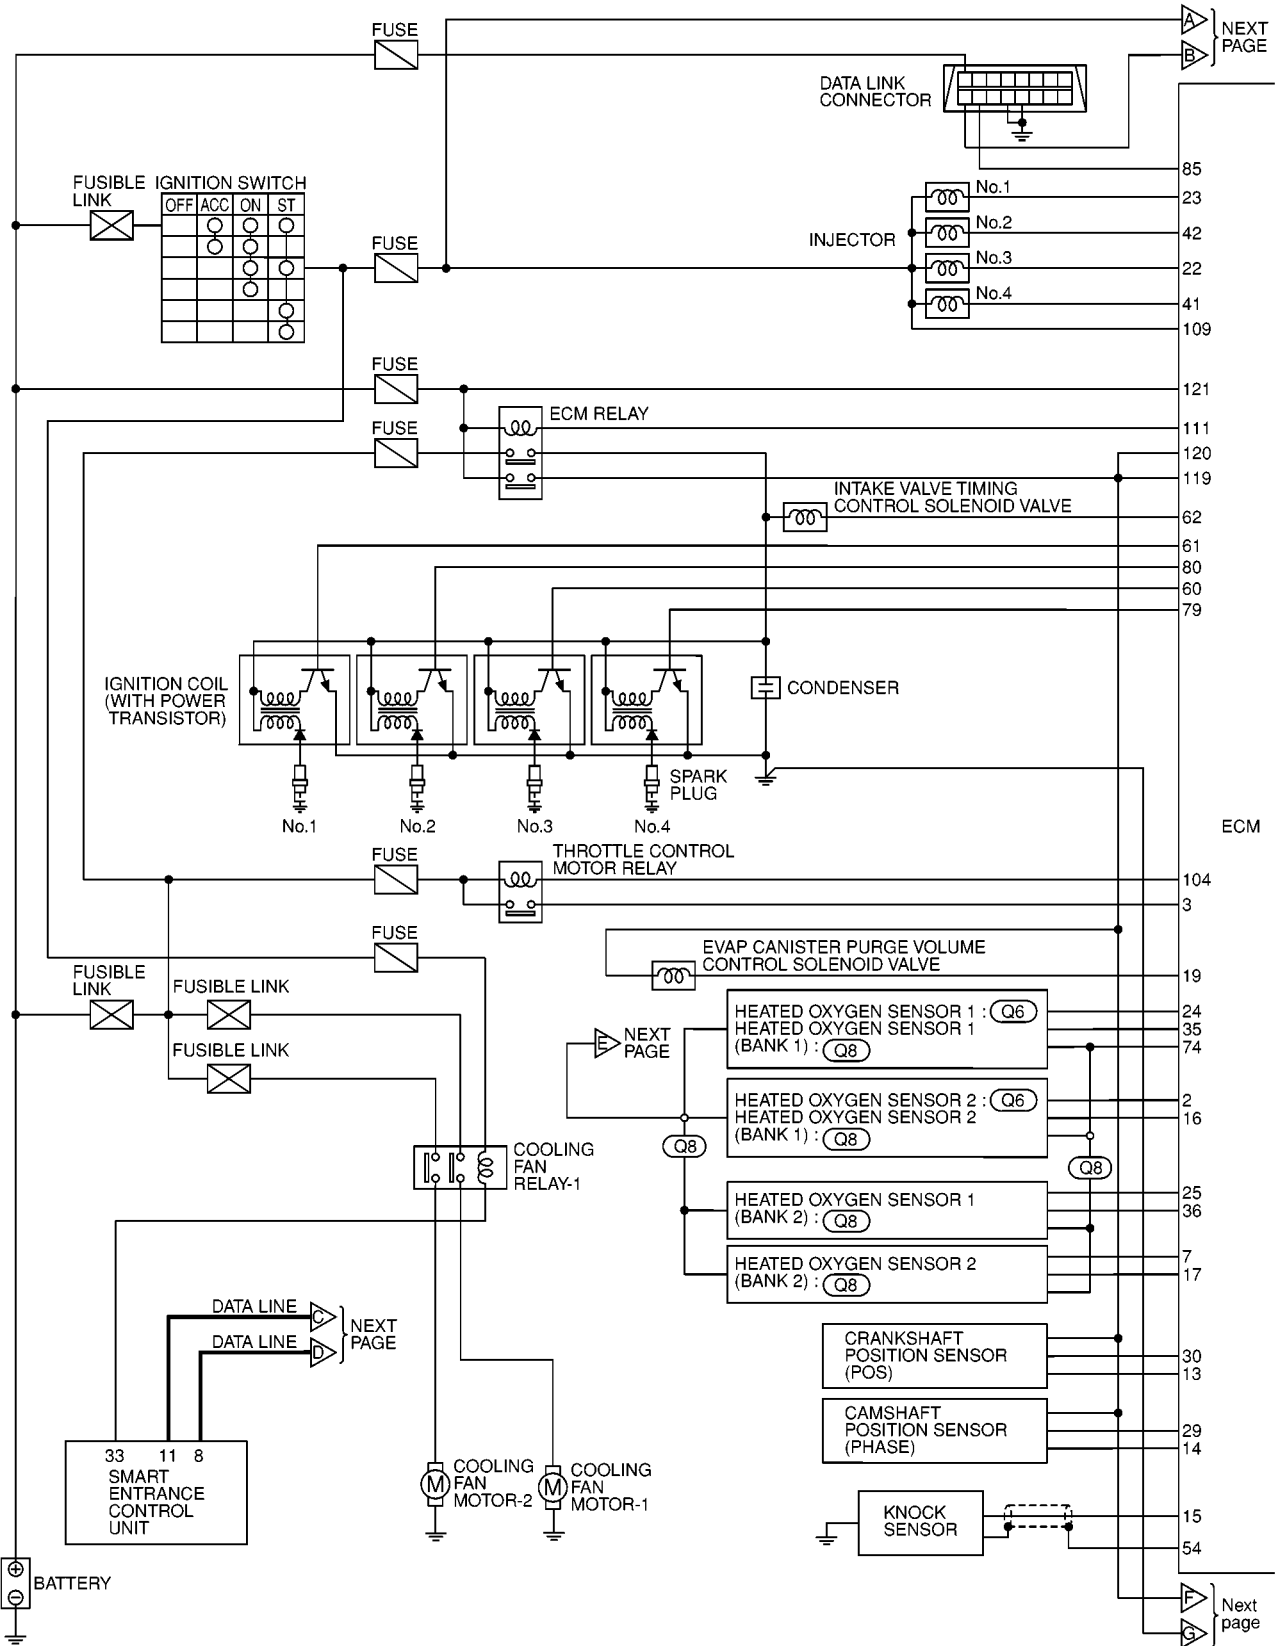 FUSE
A
NEXT
PAGE
B
DATA LINK
CONNECTOR
85
FUSIBLE
LINK
IGNITION SWITCH
OFF ACC ON ST
No.1
23
No.2
42
INJECTOR
FUSE
No.3
22
No.4
41
109
FUSE
121
ECM RELAY
111
FUSE
120
119
INTAKE VALVE TIMING
CONTROL SOLENOID VALVE
62
61
80
60
79
IGNITION COIL
(WITH POWER
TRANSISTOR)
CONDENSER
SPARK
PLUG
No.1
No.2
No.3
No.4
ECM
FUSE
THROTTLE CONTROL
MOTOR RELAY
104
3
FUSE
EVAP CANISTER PURGE VOLUME
CONTROL SOLENOID VALVE
19
FUSIBLE
LINK
FUSIBLE LINK
FUSIBLE LINK
E
NEXT
PAGE
HEATED OXYGEN SENSOR 1 : Q6
HEATED OXYGEN SENSOR 1
(BANK 1) : Q8
24
35
74
HEATED OXYGEN SENSOR 2 : Q6
HEATED OXYGEN SENSOR 2
(BANK 1) : Q8
2
16
Q8
Q8
COOLING
FAN
RELAY-1
HEATED OXYGEN SENSOR 1
(BANK 2) : Q8
25
36
HEATED OXYGEN SENSOR 2
(BANK 2) : Q8
7
17
DATA LINE
C
DATA LINE
D
NEXT
PAGE
CRANKSHAFT
POSITION SENSOR
(POS)
30
13
CAMSHAFT
POSITION SENSOR
(PHASE)
29
14
33 11 8
SMART
ENTRANCE
CONTROL
UNIT
M
COOLING
FAN
MOTOR-2
M
COOLING
FAN
MOTOR-1
KNOCK
SENSOR
15
54
BATTERY
F
Next
page
G